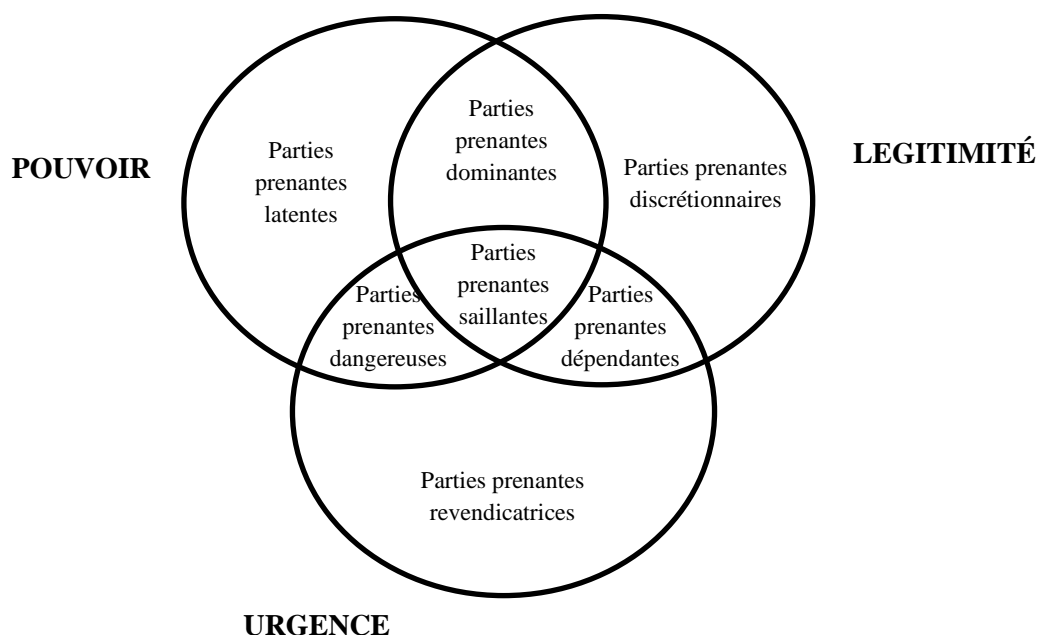 POUVOIR
LEGITIMITÉ
Parties
prenantes
dominantes
Parties
prenantes
latentes
Parties prenantes
discrétionnaires
Parties
prenantes
saillantes
Parties
prenantes
dangereuses
Parties
prenantes
dépendantes
Parties prenantes
revendicatrices
URGENCE